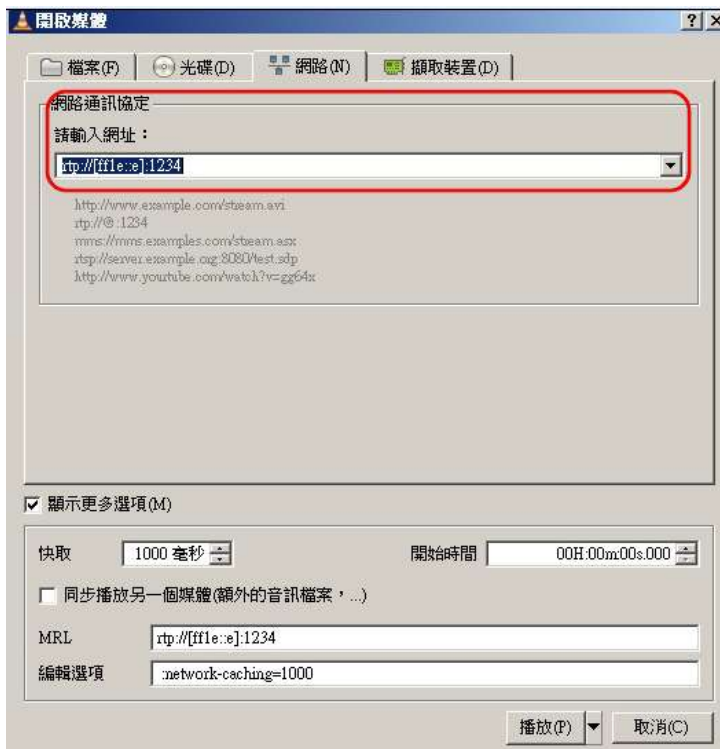 開啟媒體
檔案(F) 光碟(D) 網路(N) 擷取裝置(D)
網路通訊協定
請輸入網址：
rtp://[ff1e::e]:1234
http://www.example.com/stream.avi
rtp://@:1234
mms://mms.examples.com/stream.asx
rtsp://server.example.org:8080/test.sdp
http://www.yourtube.com/watch?v=gg64x
顯示更多選項(M)
快取 1000 毫秒 開始時間 00H:00m:00s.000
同步播放另一個媒體(額外的音訊檔案，...)
MRL rtp://[ff1e::e]:1234
編輯選項 :network-caching=1000
播放(P) 取消(C)